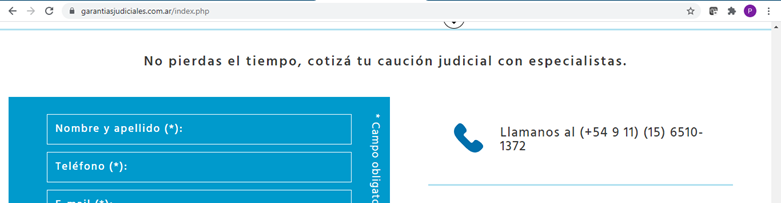 garantiasjudiciales.com.ar/index.php
P
No pierdas el tiempo, cotizá tu caución judicial con especialistas.
Nombre y apellido (*):
Teléfono (*):
E-mail (*):
* Campo obligato
Llamanos al (+54 9 11) (15) 6510-
1372